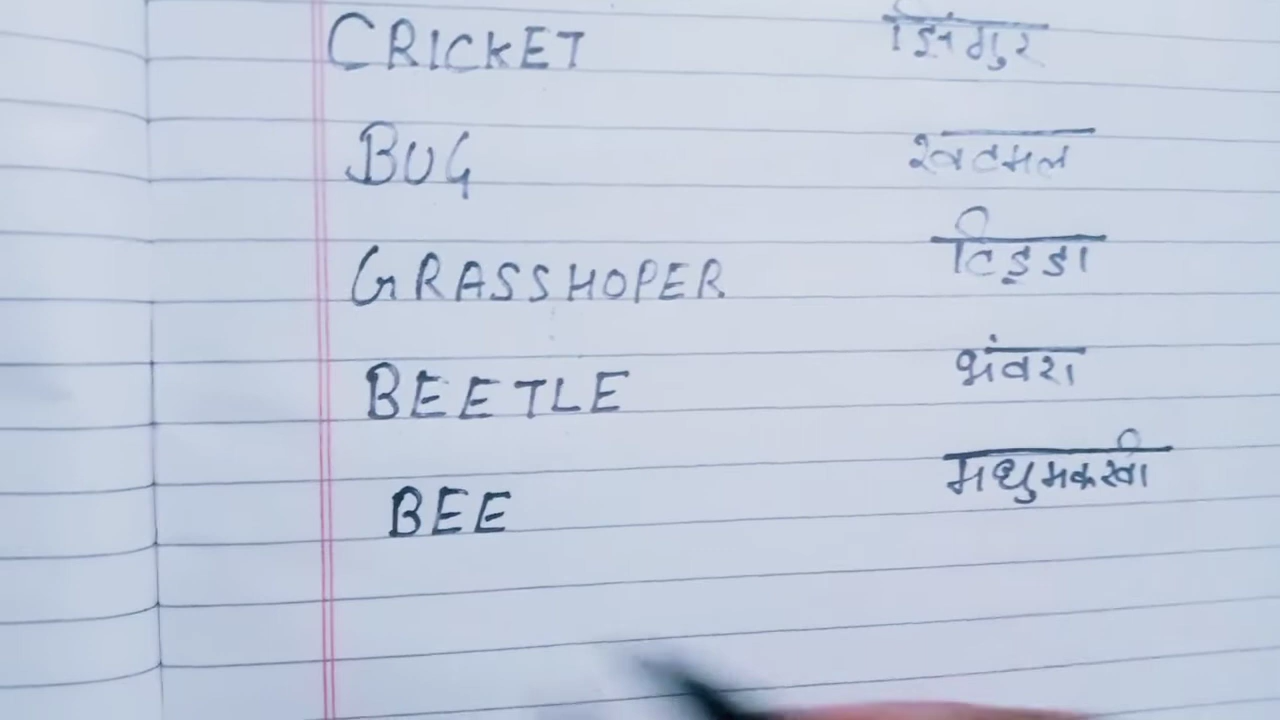 CRICKET झिंगुर
BUG खटमल
GRASSHOPER टिड्डा
BEETLE भंवरा
BEE मधुमक्खी